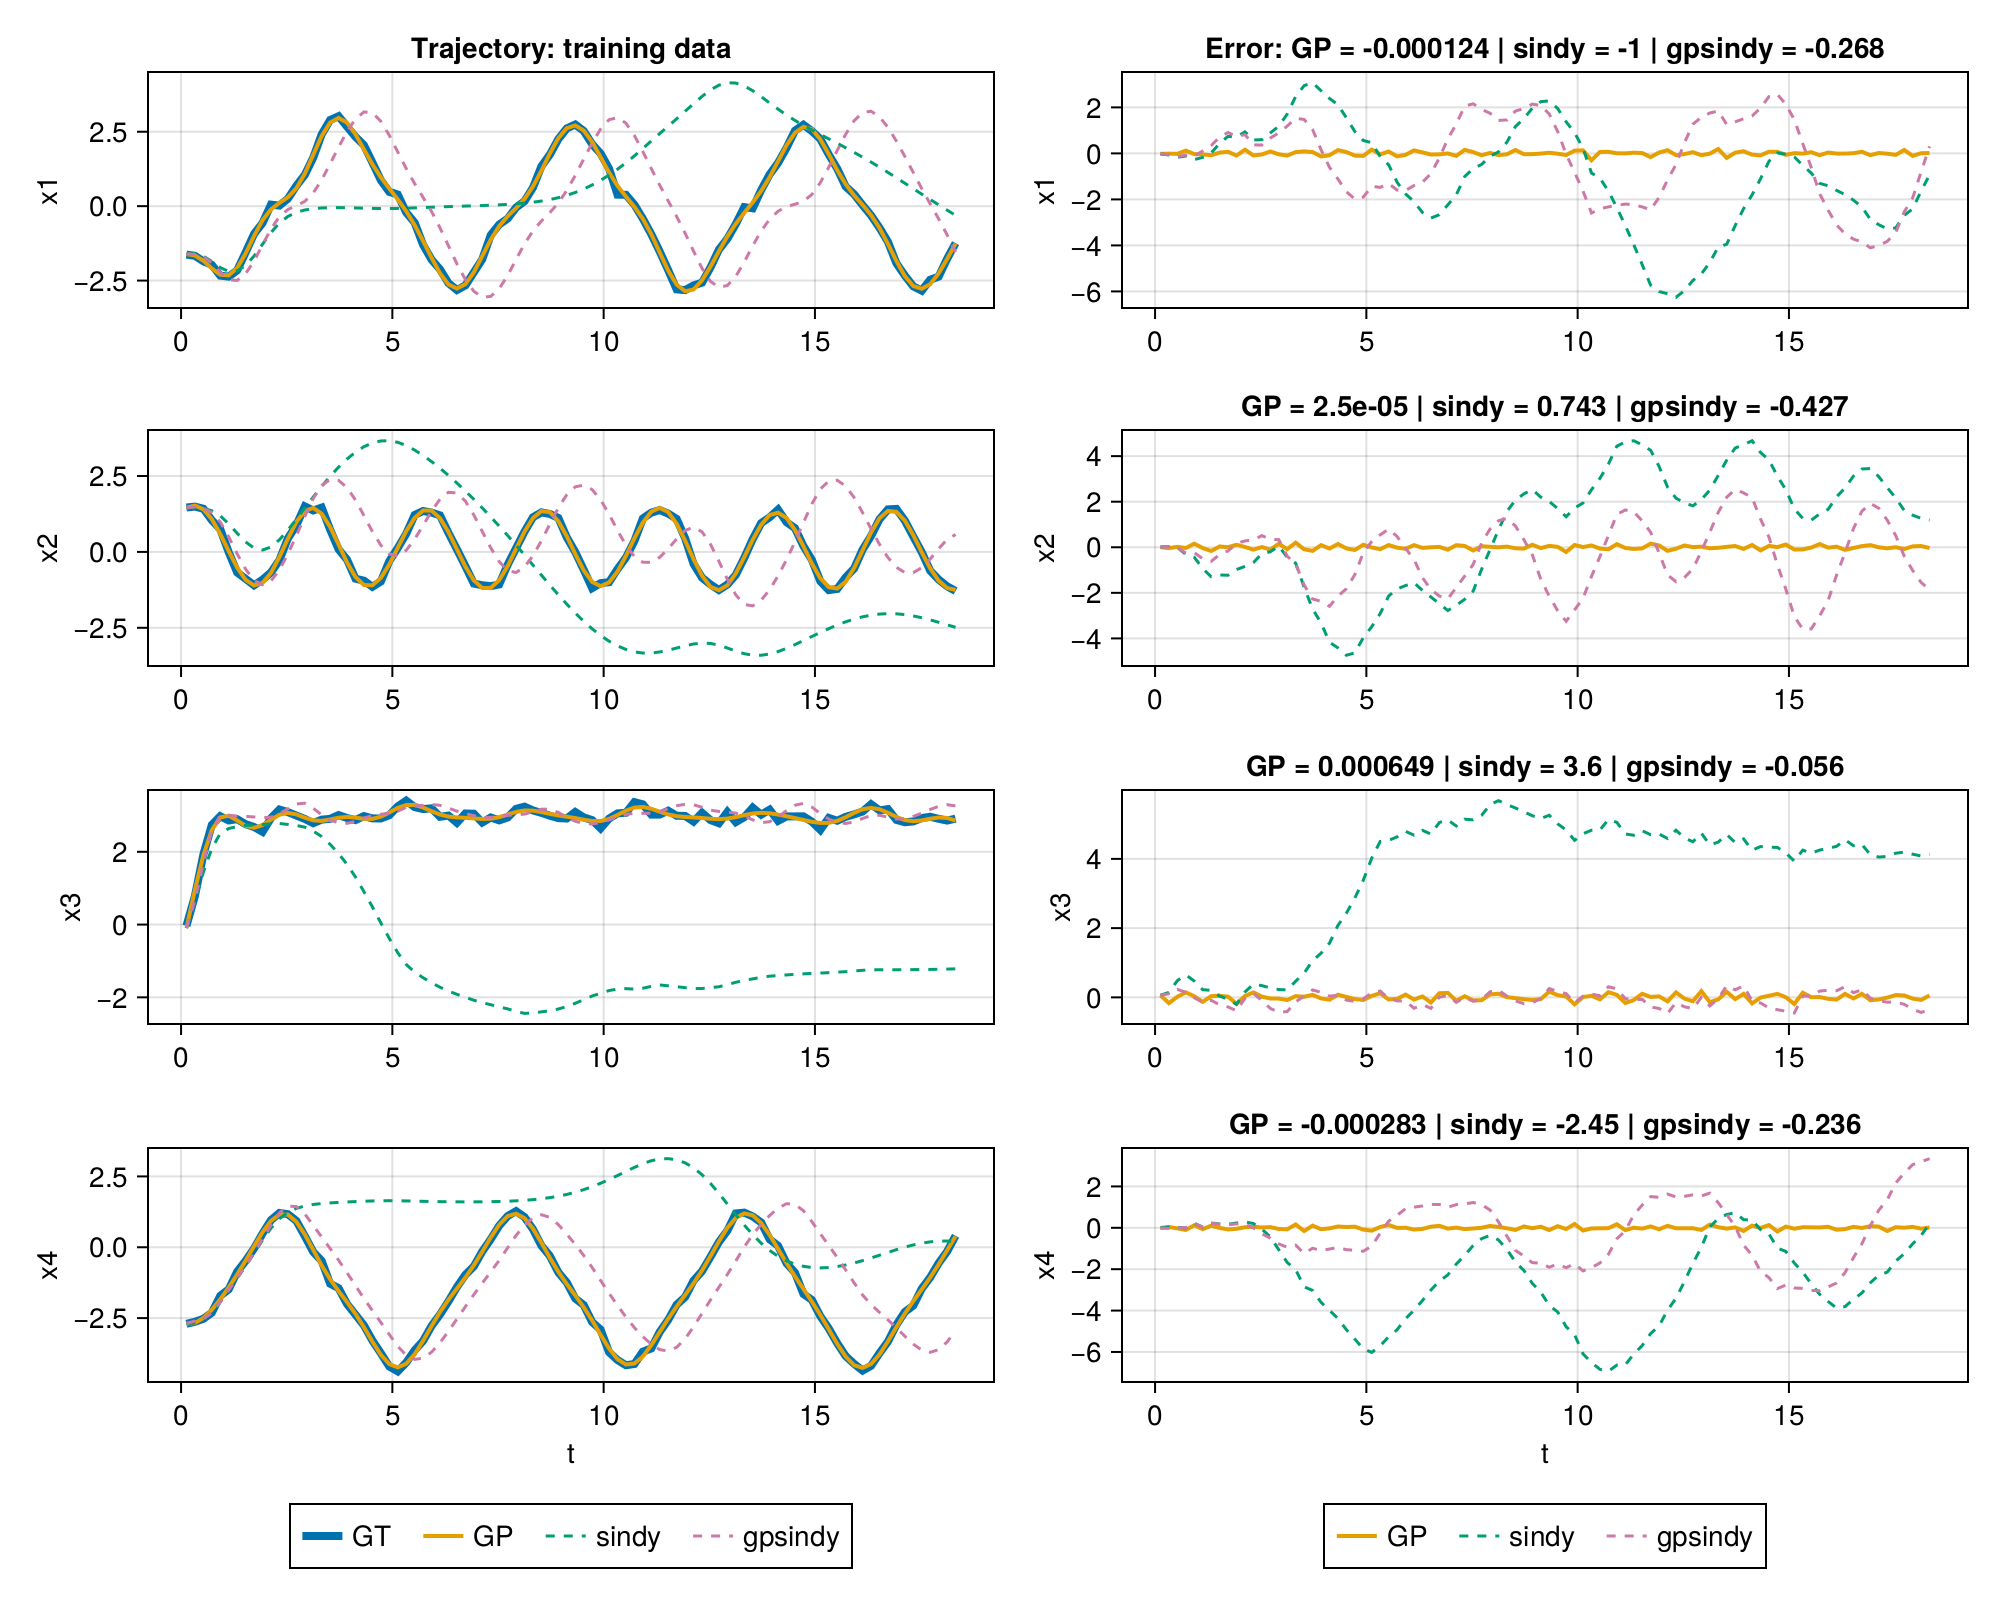 Trajectory: training data
Error: GP = -0.000124 | sindy = -1 | gpsindy = -0.268
x1
2.5
0.0
−2.5
0 5 10 15
x1
2
0
−2
−4
−6
0 5 10 15
GP = 2.5e-05 | sindy = 0.743 | gpsindy = -0.427
x2
2.5
0.0
−2.5
0 5 10 15
x2
4
2
0
−2
−4
0 5 10 15
GP = 0.000649 | sindy = 3.6 | gpsindy = -0.056
x3
2
0
−2
0 5 10 15
x3
4
2
0
0 5 10 15
GP = -0.000283 | sindy = -2.45 | gpsindy = -0.236
x4
2.5
0.0
−2.5
0 5 10 15
t
x4
2
0
−2
−4
−6
0 5 10 15
t
GT GP sindy gpsindy
GP sindy gpsindy